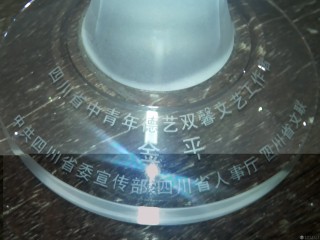 四川省中青年德艺双馨文艺工作者
金平
中共四川省委宣传部 四川省人事厅 四川省文联